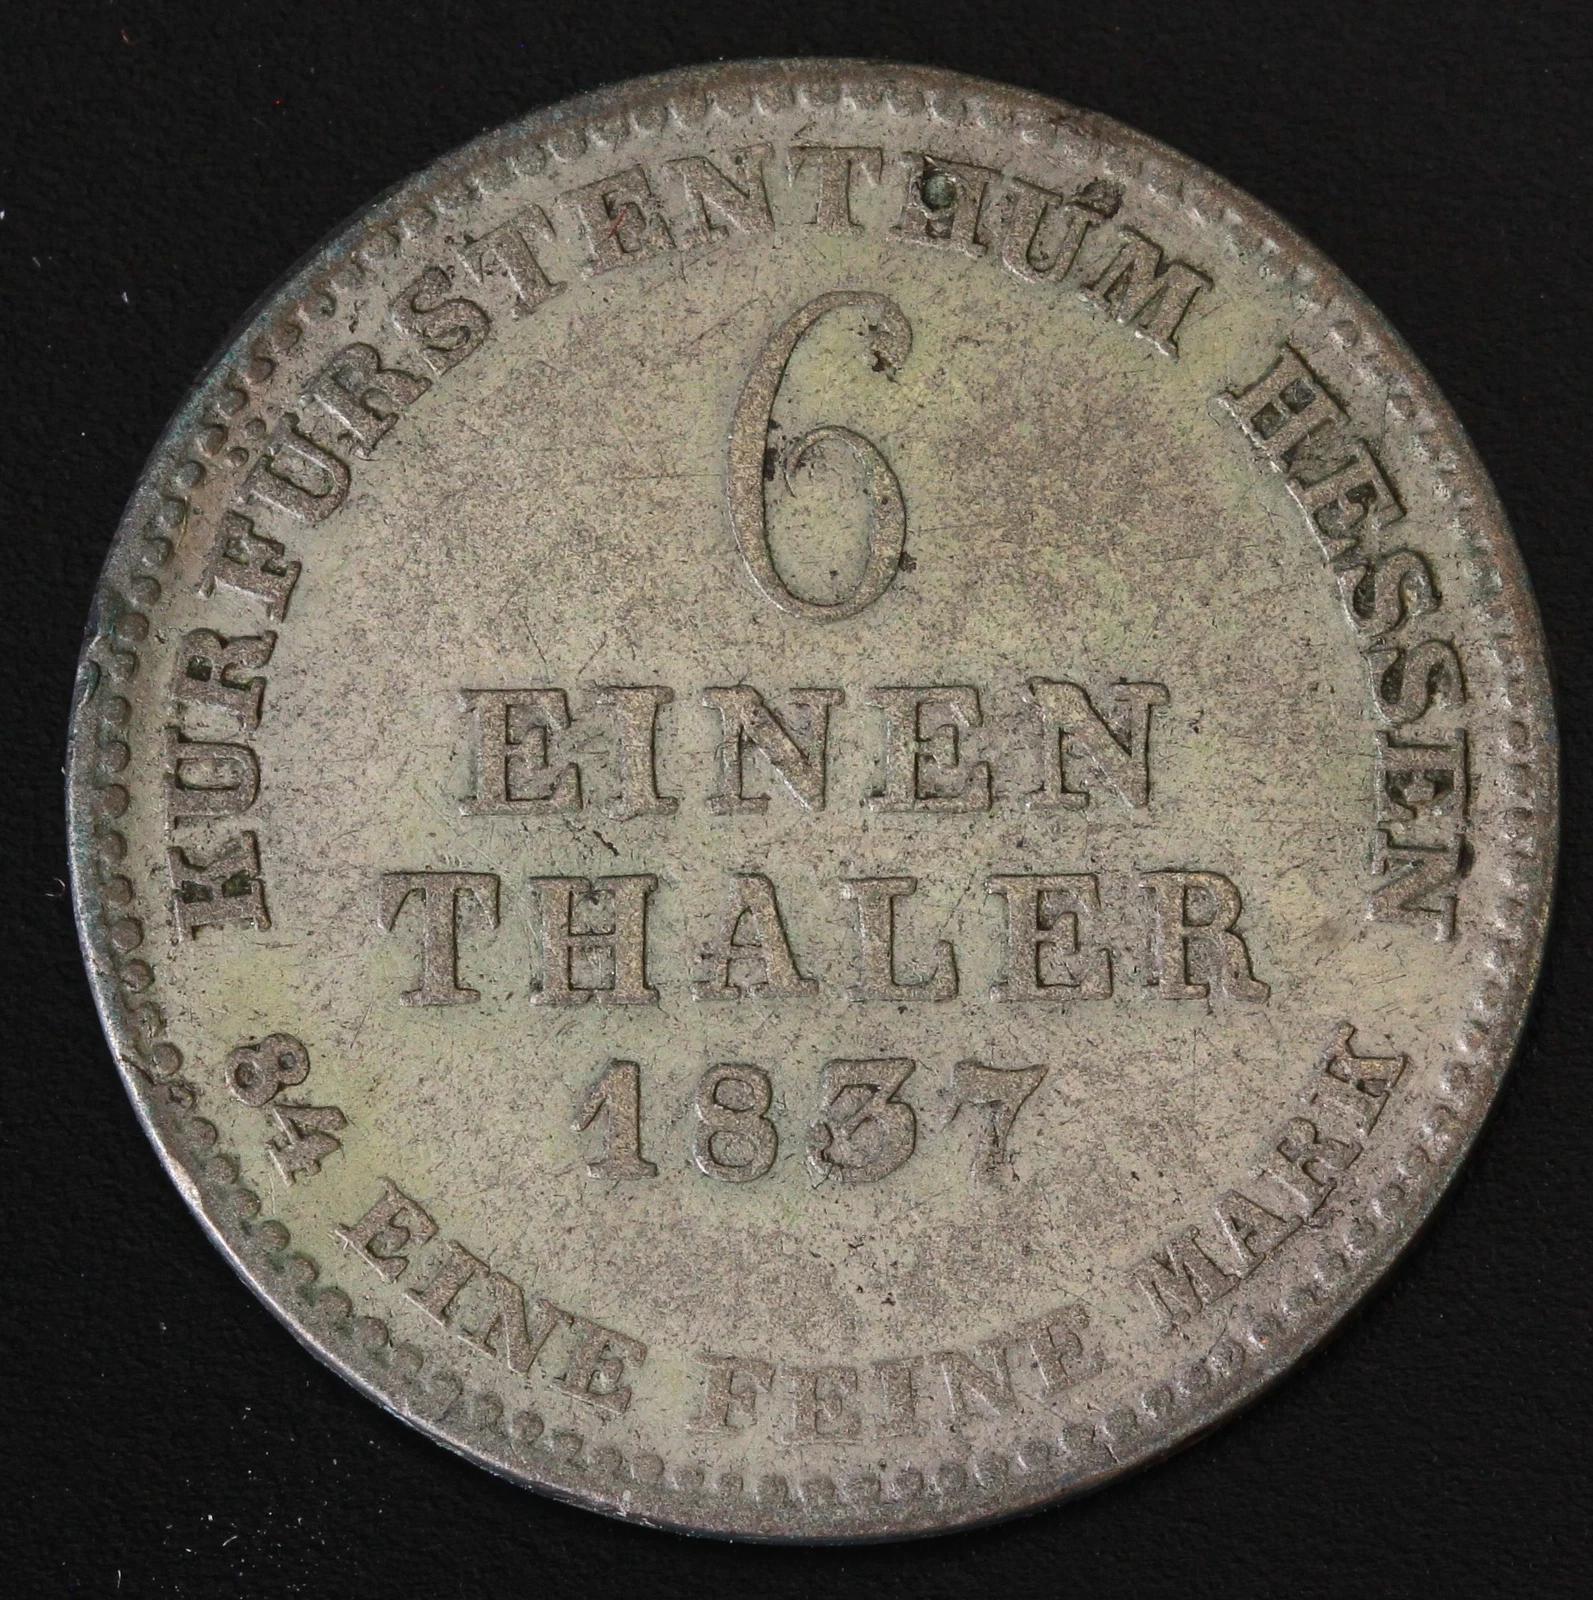 KURFÜRSTENTHUM HESSEN
6
EINEN
THALER
1837
84 EINE FEINE MARK